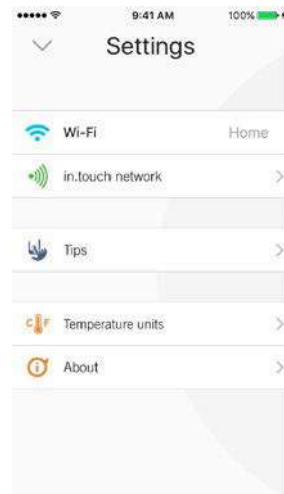 9:41 AM 100%
Settings
Wi-Fi Home
in.touch network
Tips
C F Temperature units
About